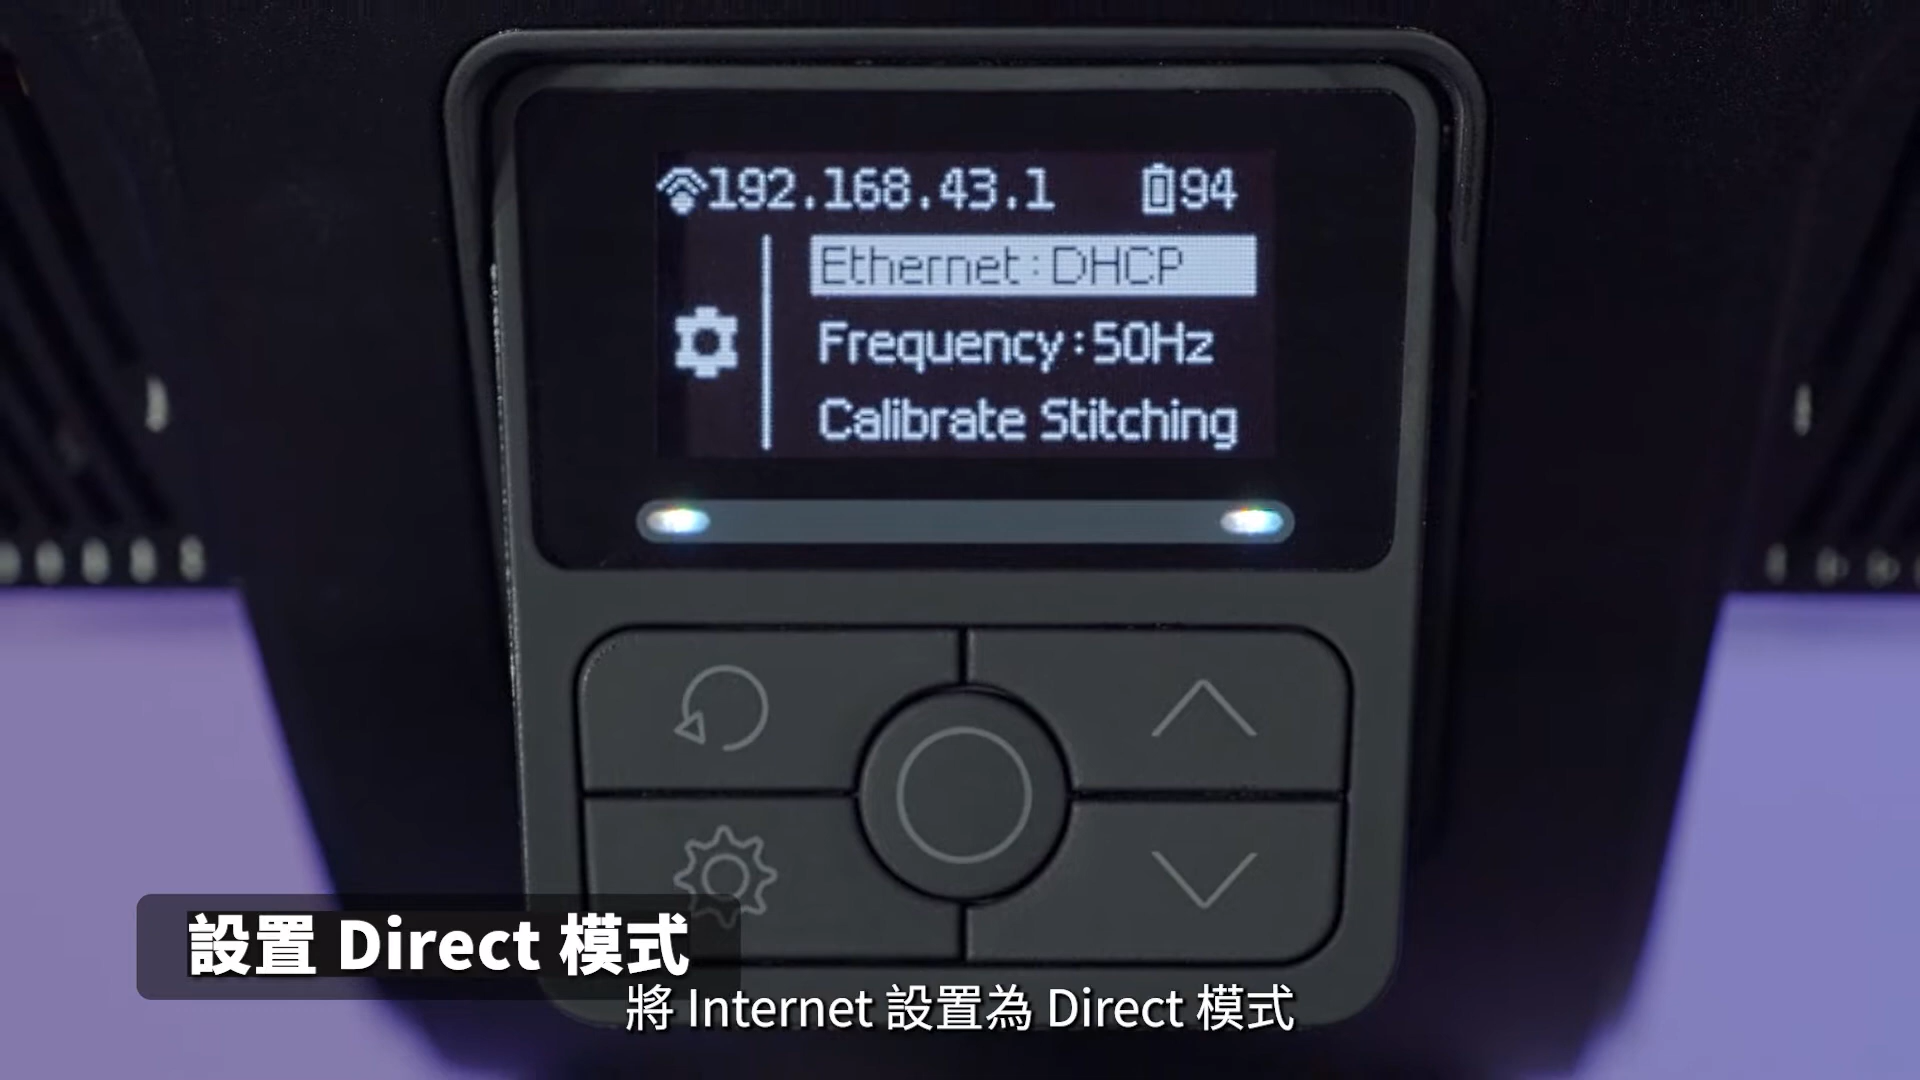 192.168.43.1 94
Ethernet:DHCP
Frequency:50Hz
Calibrate Stitching
設置 Direct 模式
將 Internet 設置為 Direct 模式